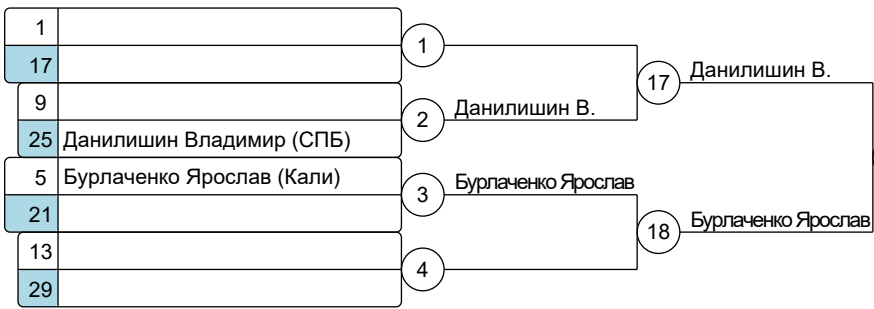 1
17
1
9
25 Данилишин Владимир (СПБ)
2
Данилишин В.
17
Данилишин В.
5 Бурлаченко Ярослав (Кали)
21
3
Бурлаченко Ярослав
13
29
4
18
Бурлаченко Ярослав